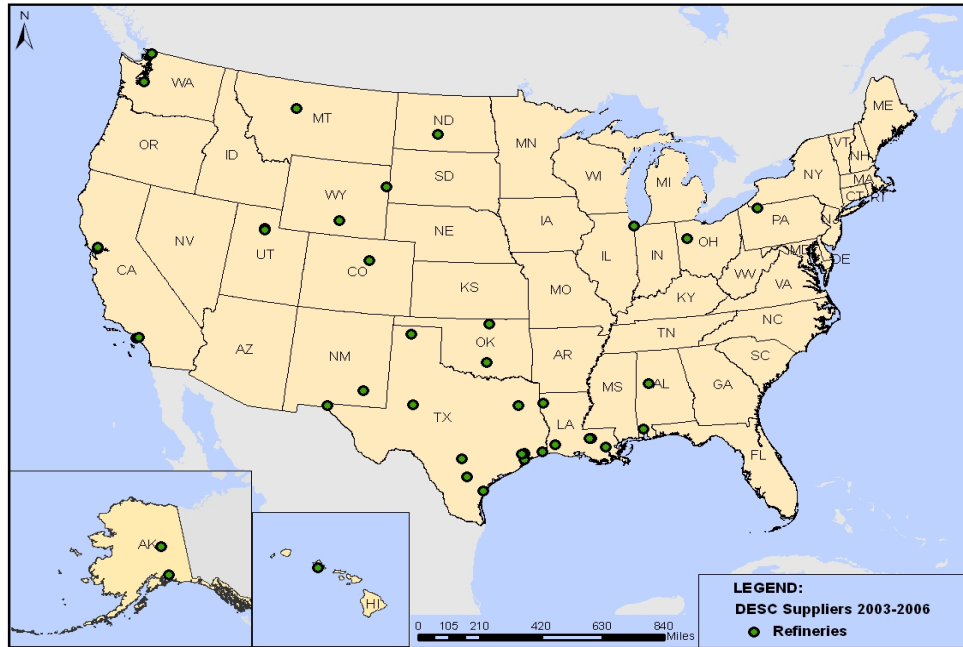 N
WA
MT
ND
MN
ME
OR
ID
SD
WI
MI
VT
NH
NY
MA
CT
RI
WY
IA
PA
NJ
NE
NV
UT
IL
IN
OH
MD
DE
CA
CO
WV
VA
KS
MO
KY
NC
TN
AZ
NM
OK
AR
SC
MS
AL
GA
TX
LA
FL
AK
HI
LEGEND:
DESC Suppliers 2003-2006
Refineries
0 105 210 420 630 840
Miles